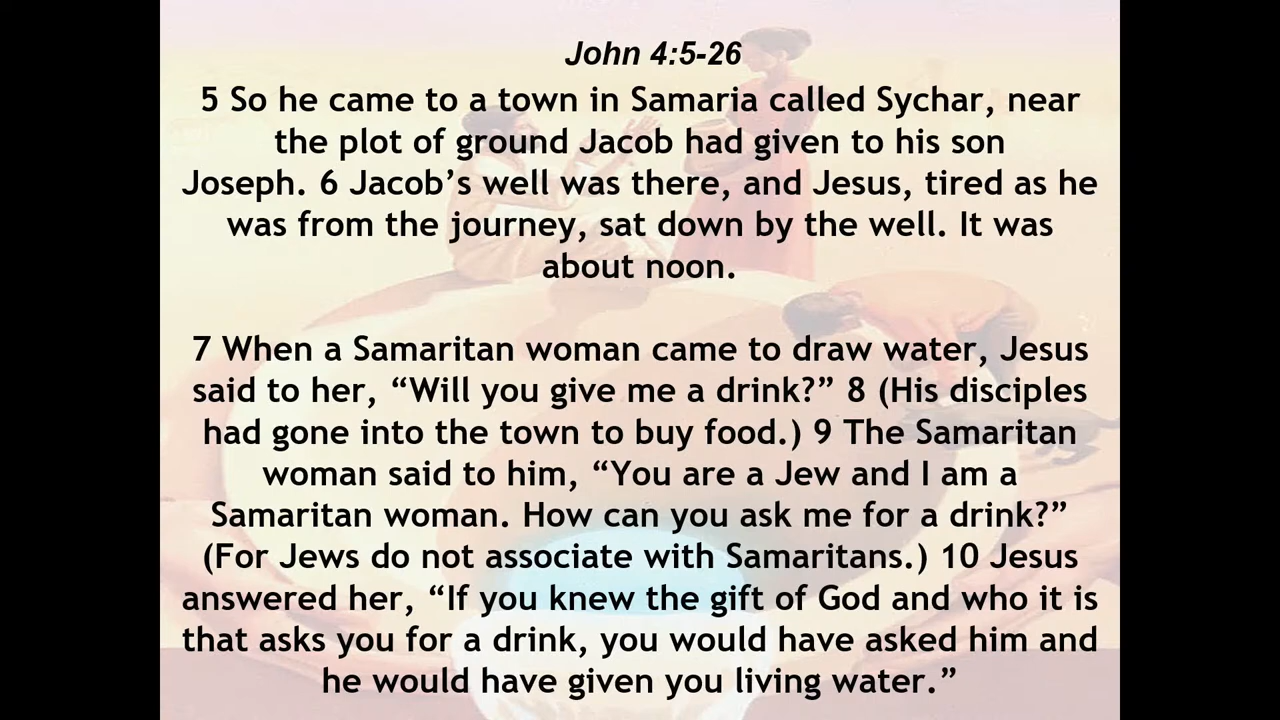 John 4:5-26
5 So he came to a town in Samaria called Sychar, near
the plot of ground Jacob had given to his son
Joseph. 6 Jacob’s well was there, and Jesus, tired as he
was from the journey, sat down by the well. It was
about noon.
7 When a Samaritan woman came to draw water, Jesus
said to her, “Will you give me a drink?” 8 (His disciples
had gone into the town to buy food.) 9 The Samaritan
woman said to him, “You are a Jew and I am a
Samaritan woman. How can you ask me for a drink?”
(For Jews do not associate with Samaritans.) 10 Jesus
answered her, “If you knew the gift of God and who it is
that asks you for a drink, you would have asked him and
he would have given you living water.”